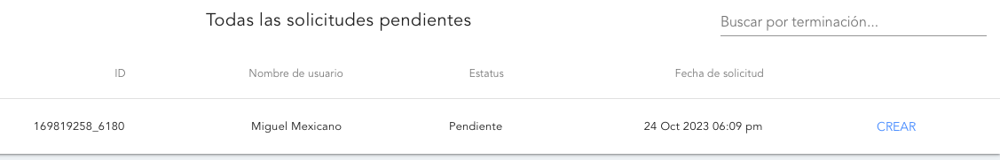 Todas las solicitudes pendientes
Buscar por terminación...
ID Nombre de usuario Estatus Fecha de solicitud
169819258_6180 Miguel Mexicano Pendiente 24 Oct 2023 06:09 pm CREAR